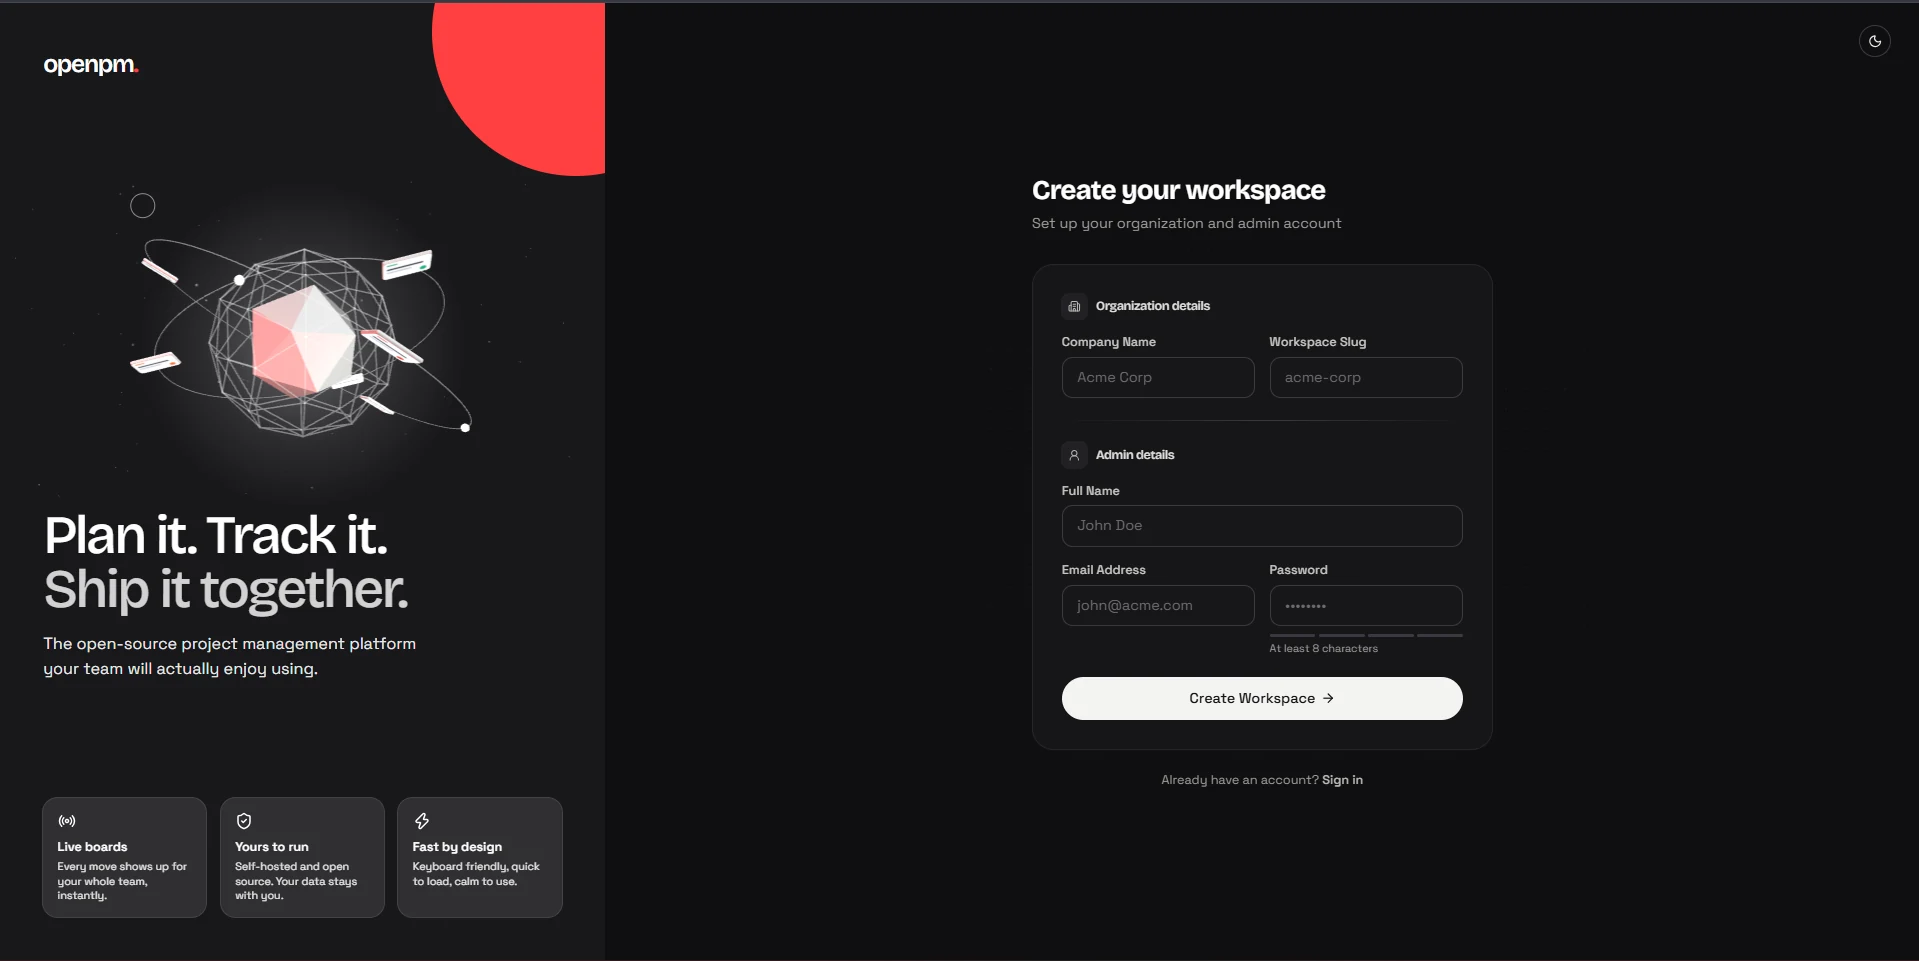 openpm.
Plan it. Track it.
Ship it together.
The open-source project management platform
your team will actually enjoy using.
Live boards
Every move shows up for
your whole team,
instantly.
Yours to run
Self-hosted and open
source. Your data stays
with you.
Fast by design
Keyboard friendly, quick
to load, calm to use.
Create your workspace
Set up your organization and admin account
Organization details
Company Name
Workspace Slug
Acme Corp
acme-corp
Admin details
Full Name
John Doe
Email Address
Password
john@acme.com
••••••••
At least 8 characters
Create Workspace →
Already have an account? Sign in